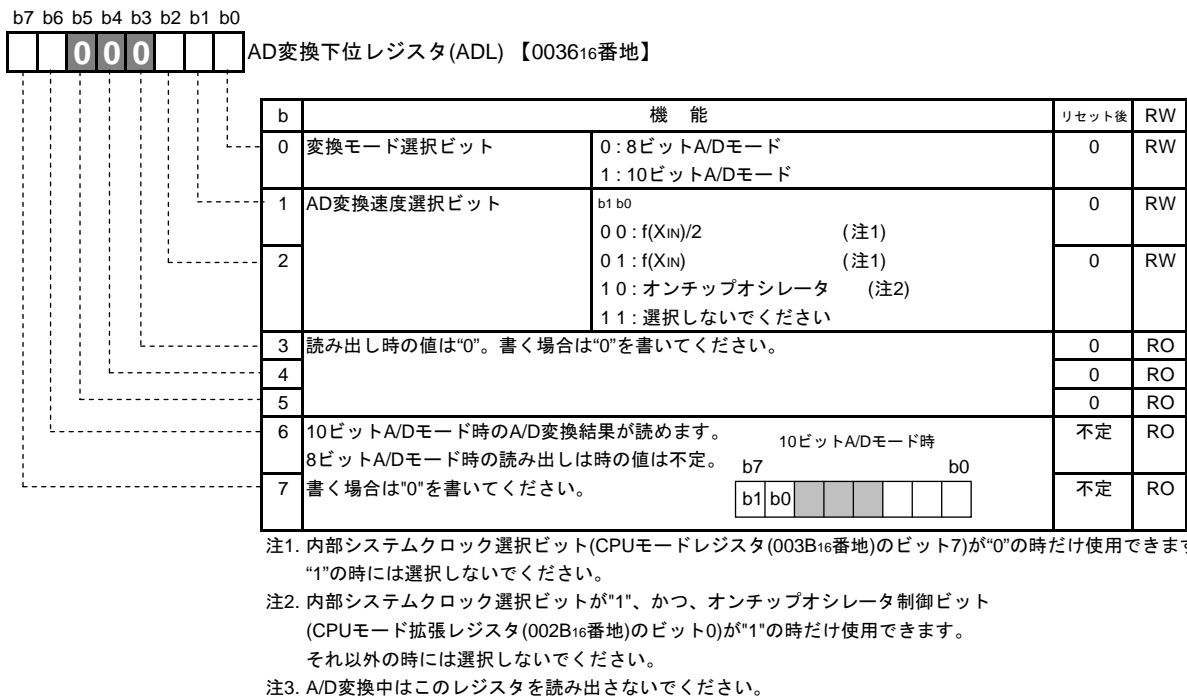 b7 b6 b5 b4 b3 b2 b1 b0
0 0 0
AD変換下位レジスタ(ADL) 【003616番地】
b 機 能 リセット後 RW
0 変換モード選択ビット 0 : 8ビットA/Dモード 0 RW
1 : 10ビットA/Dモード
1 AD変換速度選択ビット b1 b0 0 RW
0 0 : f(XIN)/2 (注1)
2 0 1 : f(XIN) (注1) 0 RW
1 0 : オンチップオシレータ (注2)
1 1 : 選択しないでください
3 読み出し時の値は“0”。書く場合は“0”を書いてください。 0 RO
4 0 RO
5 0 RO
6 10ビットA/Dモード時のA/D変換結果が読めます。 10ビットA/Dモード時 不定 RO
8ビットA/Dモード時の読み出しは時の値は不定。 b7 b0
7 書く場合は"0"を書いてください。 b1 b0 不定 RO
注1. 内部システムクロック選択ビット(CPUモードレジスタ(003B16番地)のビット7)が“0”の時だけ使用できます
“1”の時には選択しないでください。
注2. 内部システムクロック選択ビットが"1"、かつ、オンチップオシレータ制御ビット
(CPUモード拡張レジスタ(002B16番地)のビット0)が"1"の時だけ使用できます。
それ以外の時には選択しないでください。
注3. A/D変換中はこのレジスタを読み出さないでください。